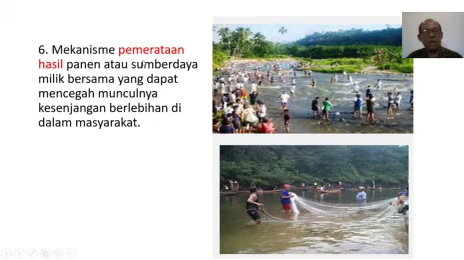 6. Mekanisme pemerataan
hasil panen atau sumberdaya
milik bersama yang dapat
mencegah munculnya
kesenjangan berlebihan di
dalam masyarakat.